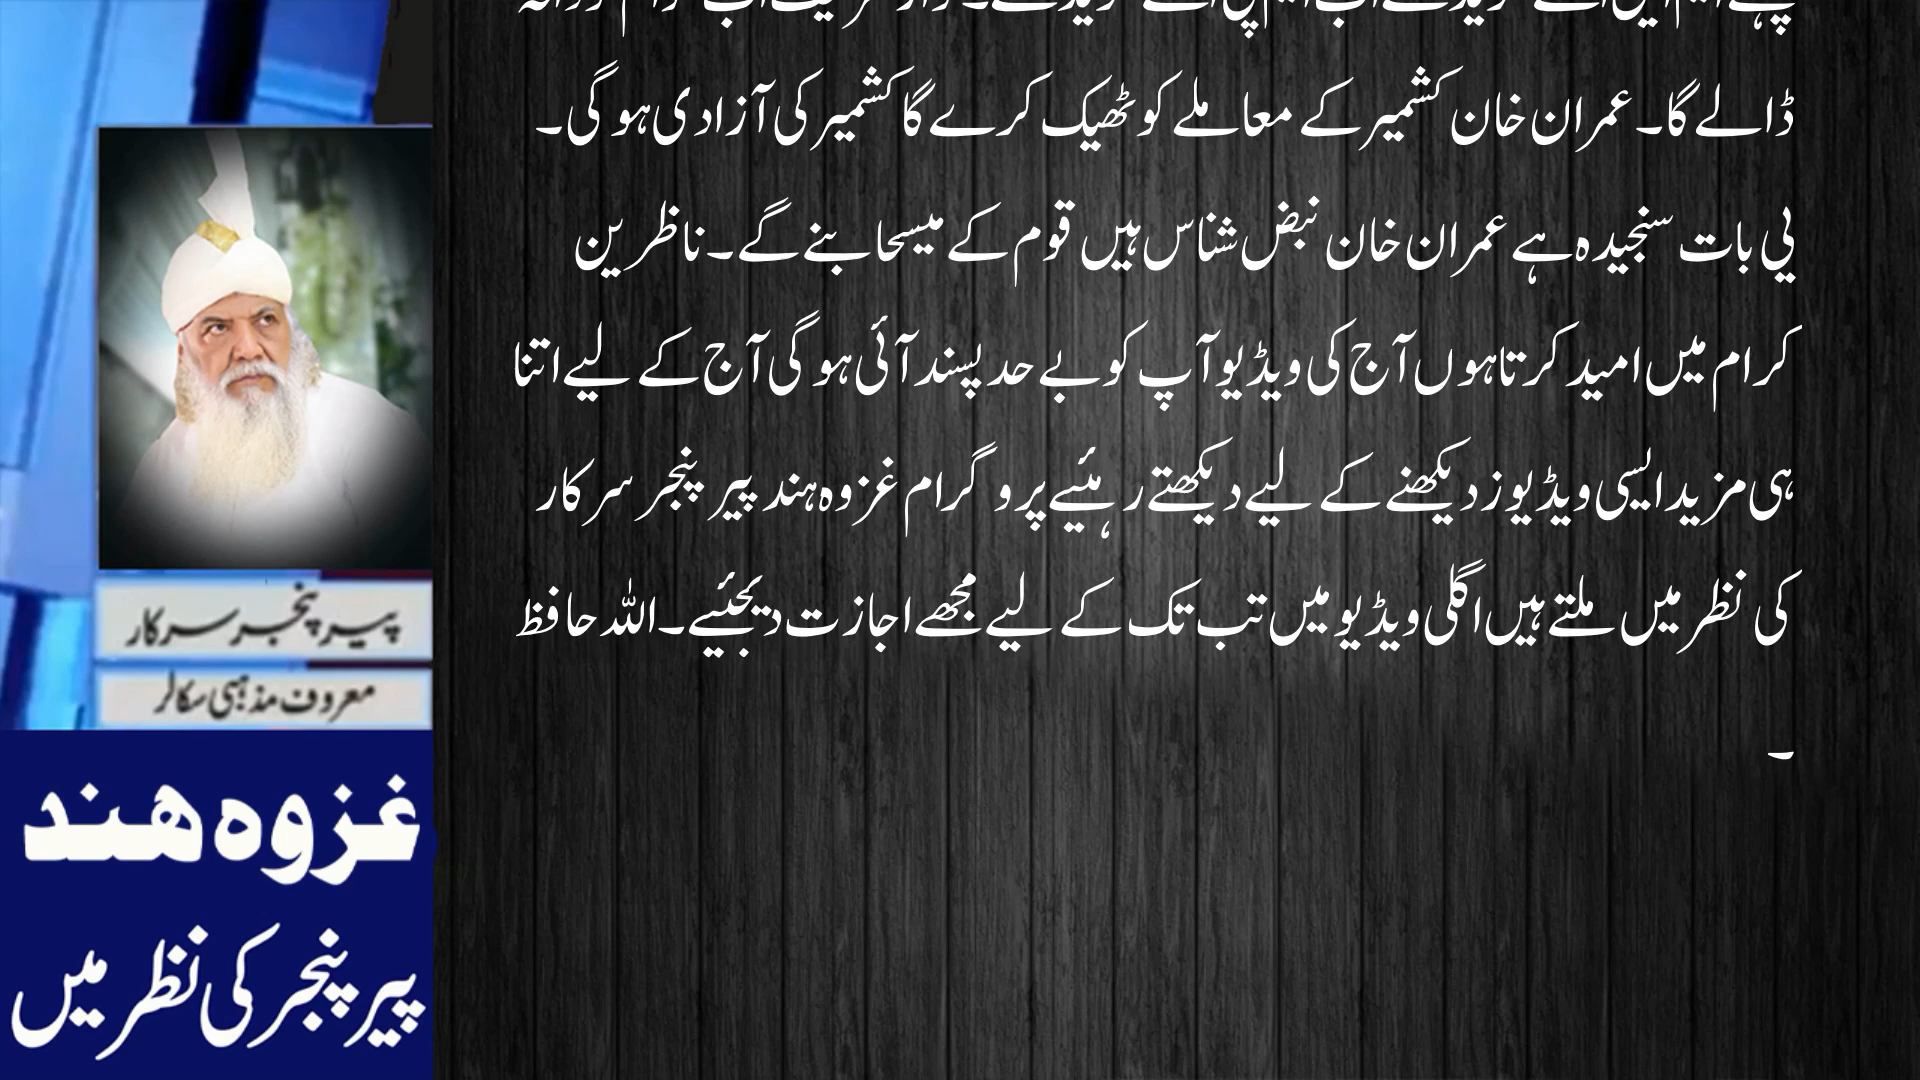 ڈالے گا۔ عمران خان کشمیر کے معاملے کو ٹھیک کرے گا کشمیر کی آزادی ہو گی۔
یی بات سنجیدہ ہے عمران خان نبض شناس ہیں قوم کے میسحا بنے گے۔ ناظرین
کرام میں امید کرتا ہوں آج کی ویڈیو آپ کو بے حد پسند آئی ہو گی آج کے لیے اتنا
ہی مزید ایسی ویڈیوز دیکھنے کے لیے دیکھتے رہئیے پرو گرام غزوہ ہند پیر پنجر سرکار
کی نظر میں ملتے ہیں اگلی ویڈیو میں تب تک کے لیے مجھے اجازت دیجئیے۔ اللہ حافظ
۔
پیر پنجر سرکار
معروف مذہبی سکالر
غزوہ ھند
پیر پنجر کی نظر میں